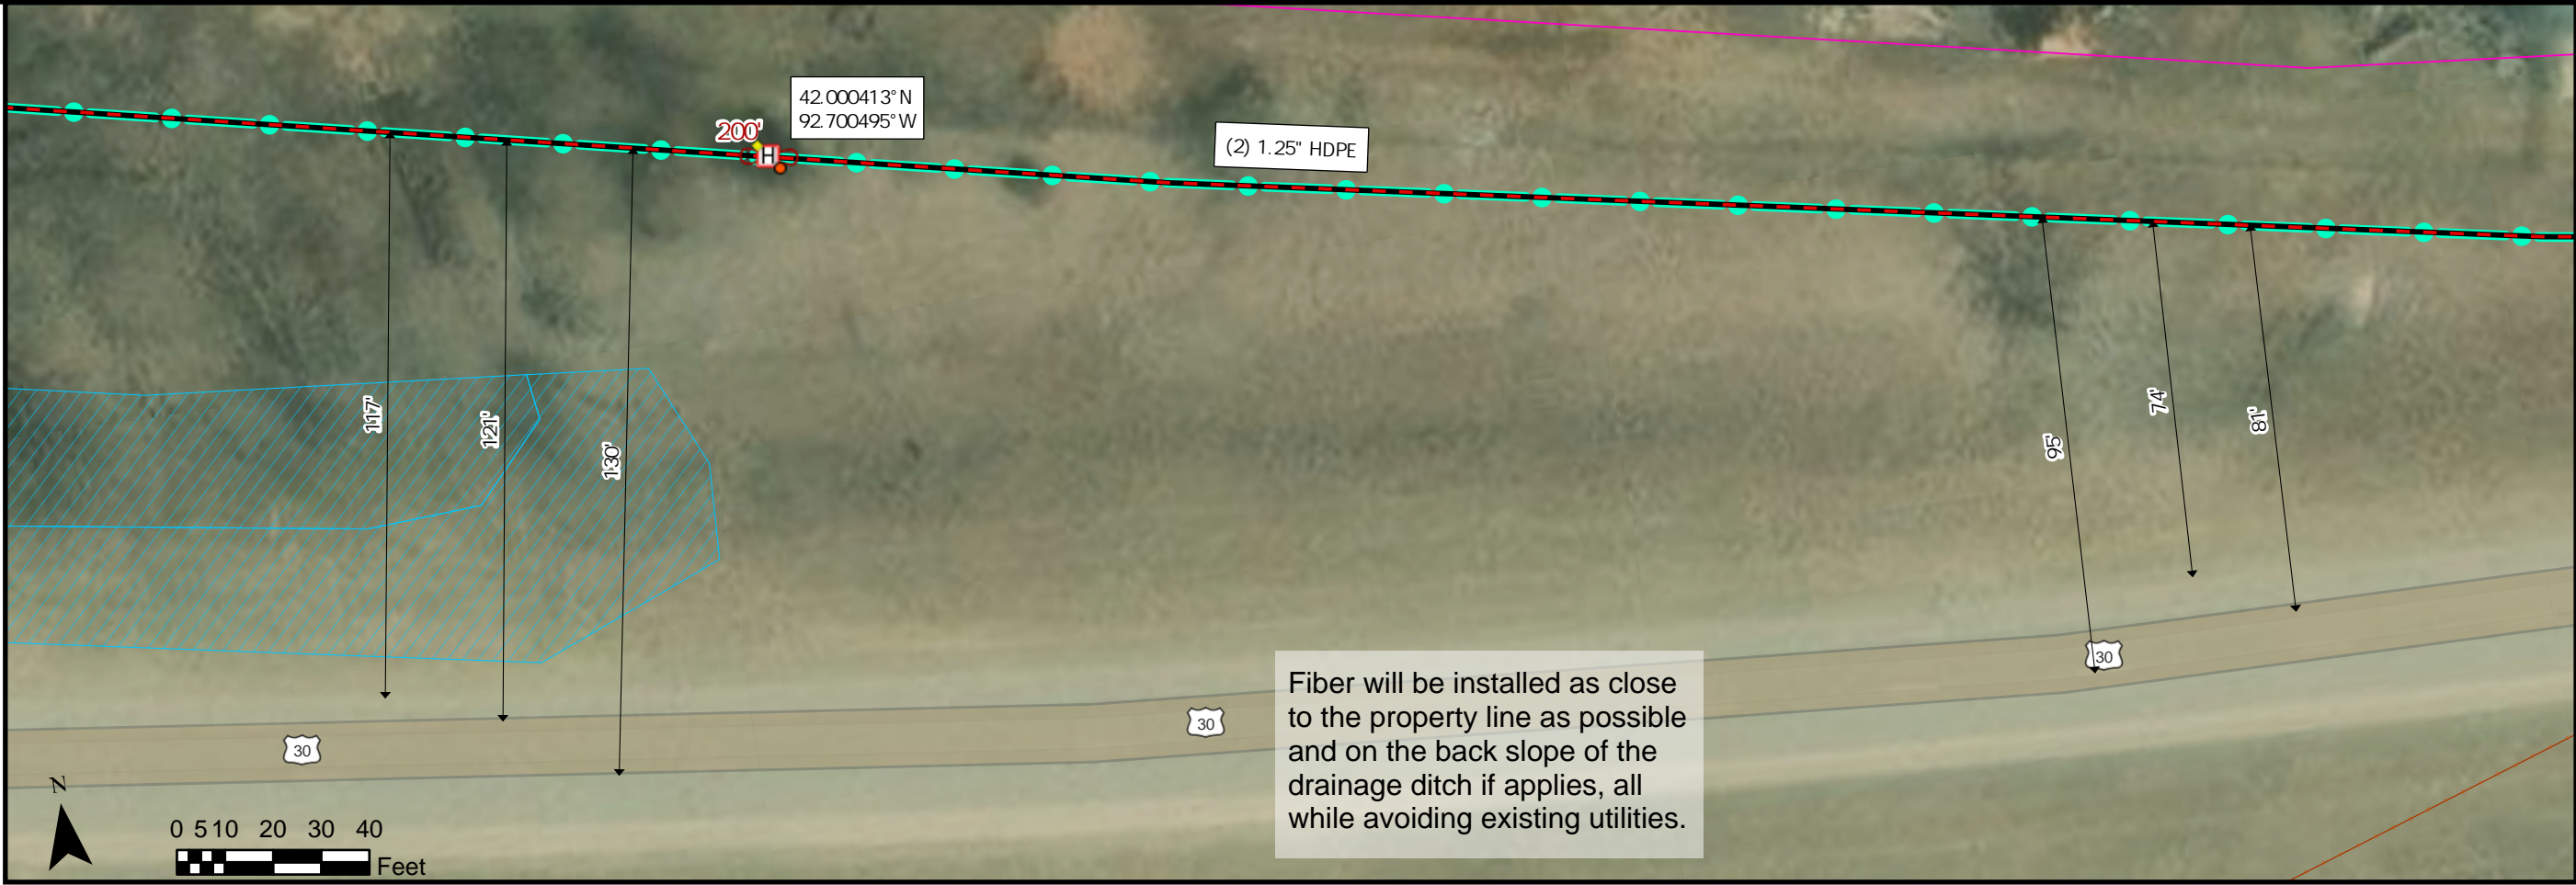 42.000413° N
92.700495° W
200'
H
(2) 1.25" HDPE
117'
121'
130'
95'
74'
81'
30
30
30
Fiber will be installed as close
to the property line as possible
and on the back slope of the
drainage ditch if applies, all
while avoiding existing utilities.
N
0 5 10 20 30 40
Feet